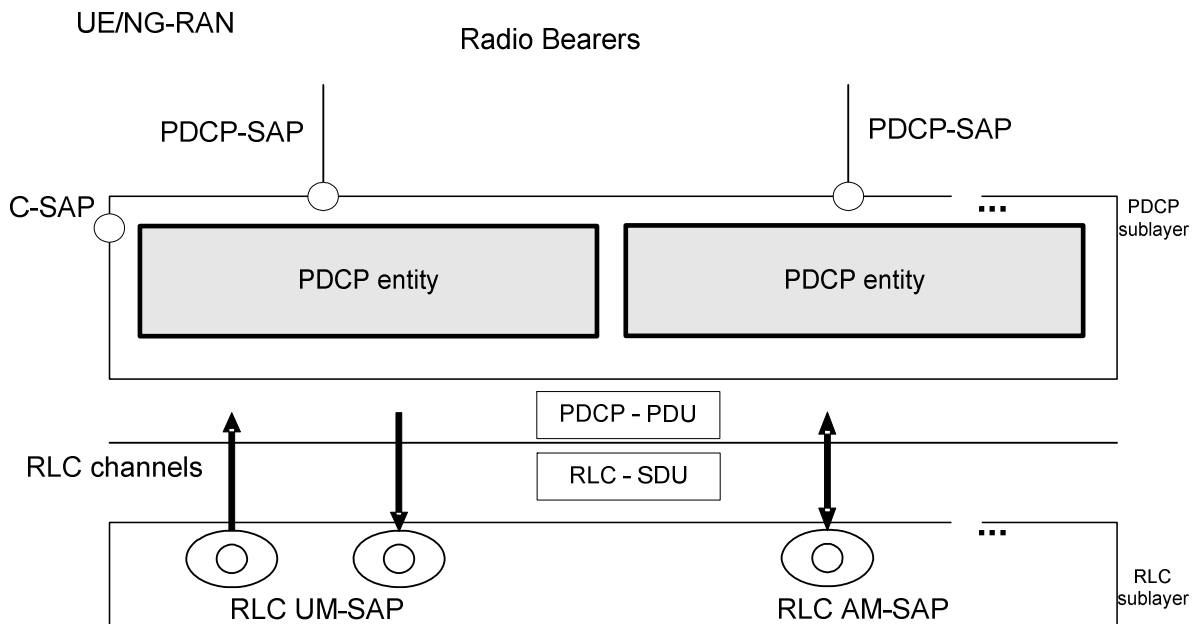 UE/NG-RAN
Radio Bearers
PDCP-SAP
PDCP-SAP
C-SAP
...
PDCP
sublayer
PDCP entity
PDCP entity
PDCP - PDU
RLC channels
RLC - SDU
...
RLC
sublayer
RLC UM-SAP
RLC AM-SAP